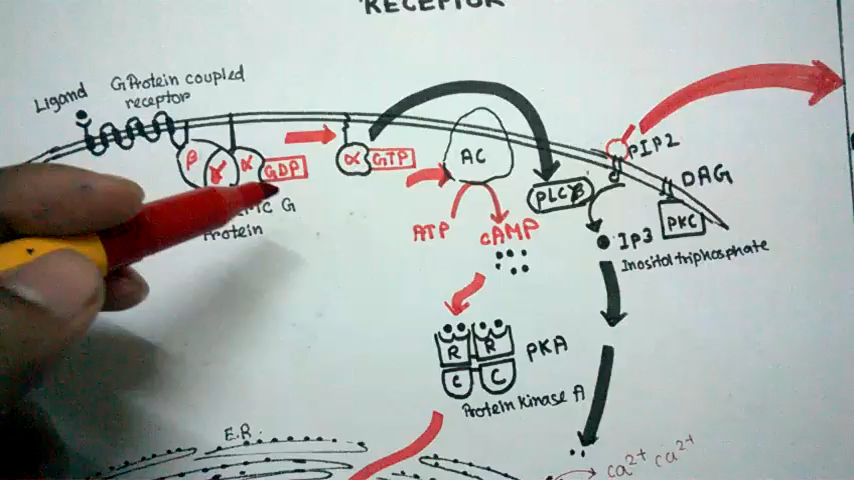 RECEPTOR
Ligand
G Protein coupled
receptor
β
γ
α
GDP
α
GTP
AC
PLCβ
PIP2
DAG
PKC
G
Protein
ATP
cAMP
IP3
Inositol triphosphate
R R
C C
PKA
Protein kinase A
E.R.
Ca2+ Ca2+